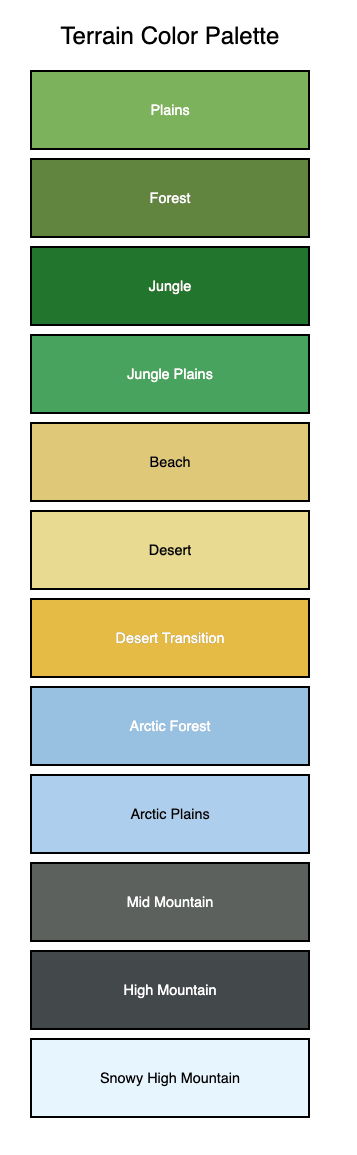 Terrain Color Palette
Plains
Forest
Jungle
Jungle Plains
Beach
Desert
Desert Transition
Arctic Forest
Arctic Plains
Mid Mountain
High Mountain
Snowy High Mountain